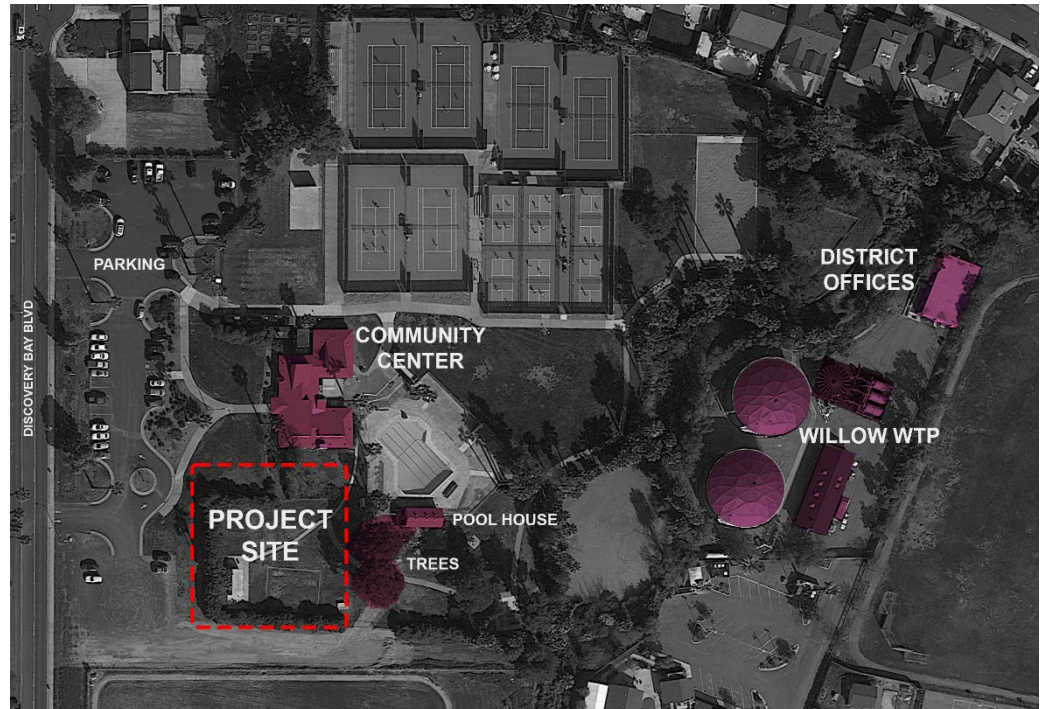 DISTRICT
OFFICES
PARKING
COMMUNITY
CENTER
DISCOVERY BAY BLVD
WILLOW WTP
PROJECT
SITE
POOL HOUSE
TREES